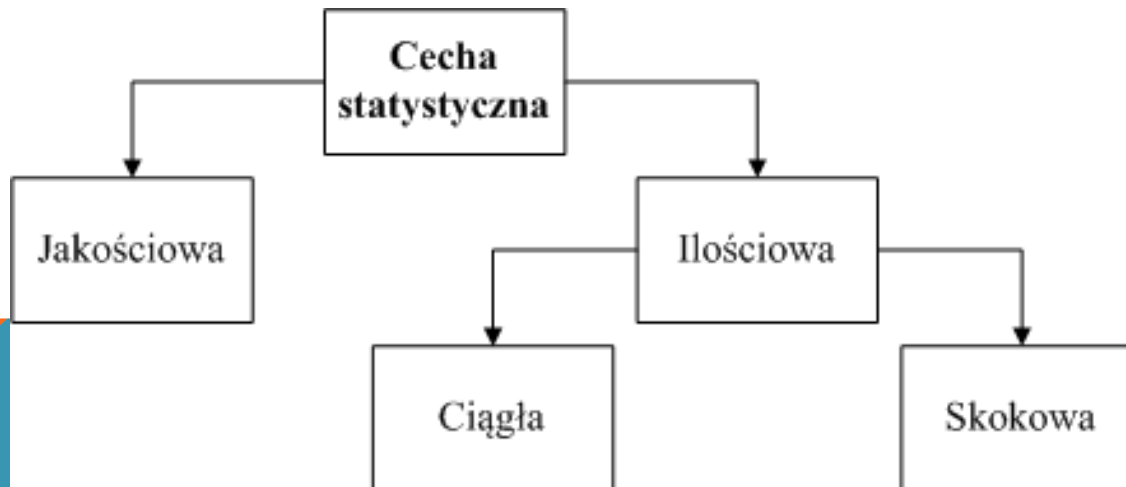 Cecha
statystyczna
Jakościowa
Ilościowa
Ciągła
Skokowa